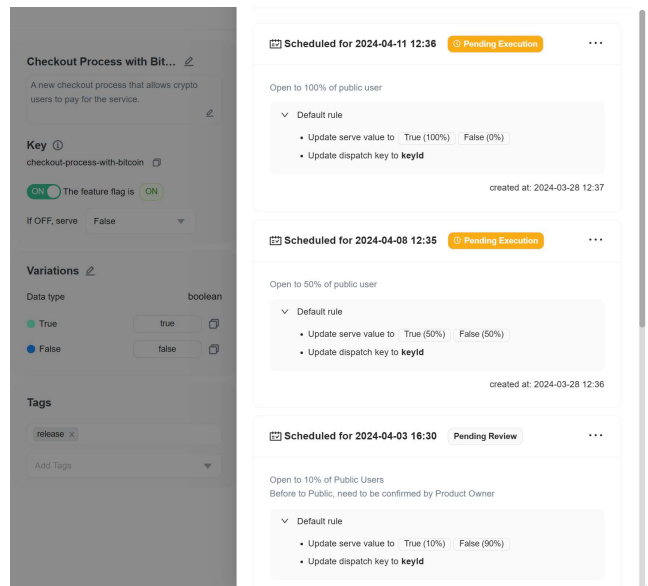 Checkout Process with Bit...
A new checkout process that allows crypto
users to pay for the service.
Key
checkout-process-with-bitcoin
ON The feature flag is ON
If OFF, serve False
Variations
Data type boolean
True true
False false
Tags
release x
Add Tags
Scheduled for 2024-04-11 12:36 Pending Execution ...
Open to 100% of public user
Default rule
• Update serve value to True (100%) False (0%)
• Update dispatch key to keyId
created at: 2024-03-28 12:37
Scheduled for 2024-04-08 12:35 Pending Execution ...
Open to 50% of public user
Default rule
• Update serve value to True (50%) False (50%)
• Update dispatch key to keyId
created at: 2024-03-28 12:36
Scheduled for 2024-04-03 16:30 Pending Review ...
Open to 10% of Public Users
Before to Public, need to be confirmed by Product Owner
Default rule
• Update serve value to True (10%) False (90%)
• Update dispatch key to keyId